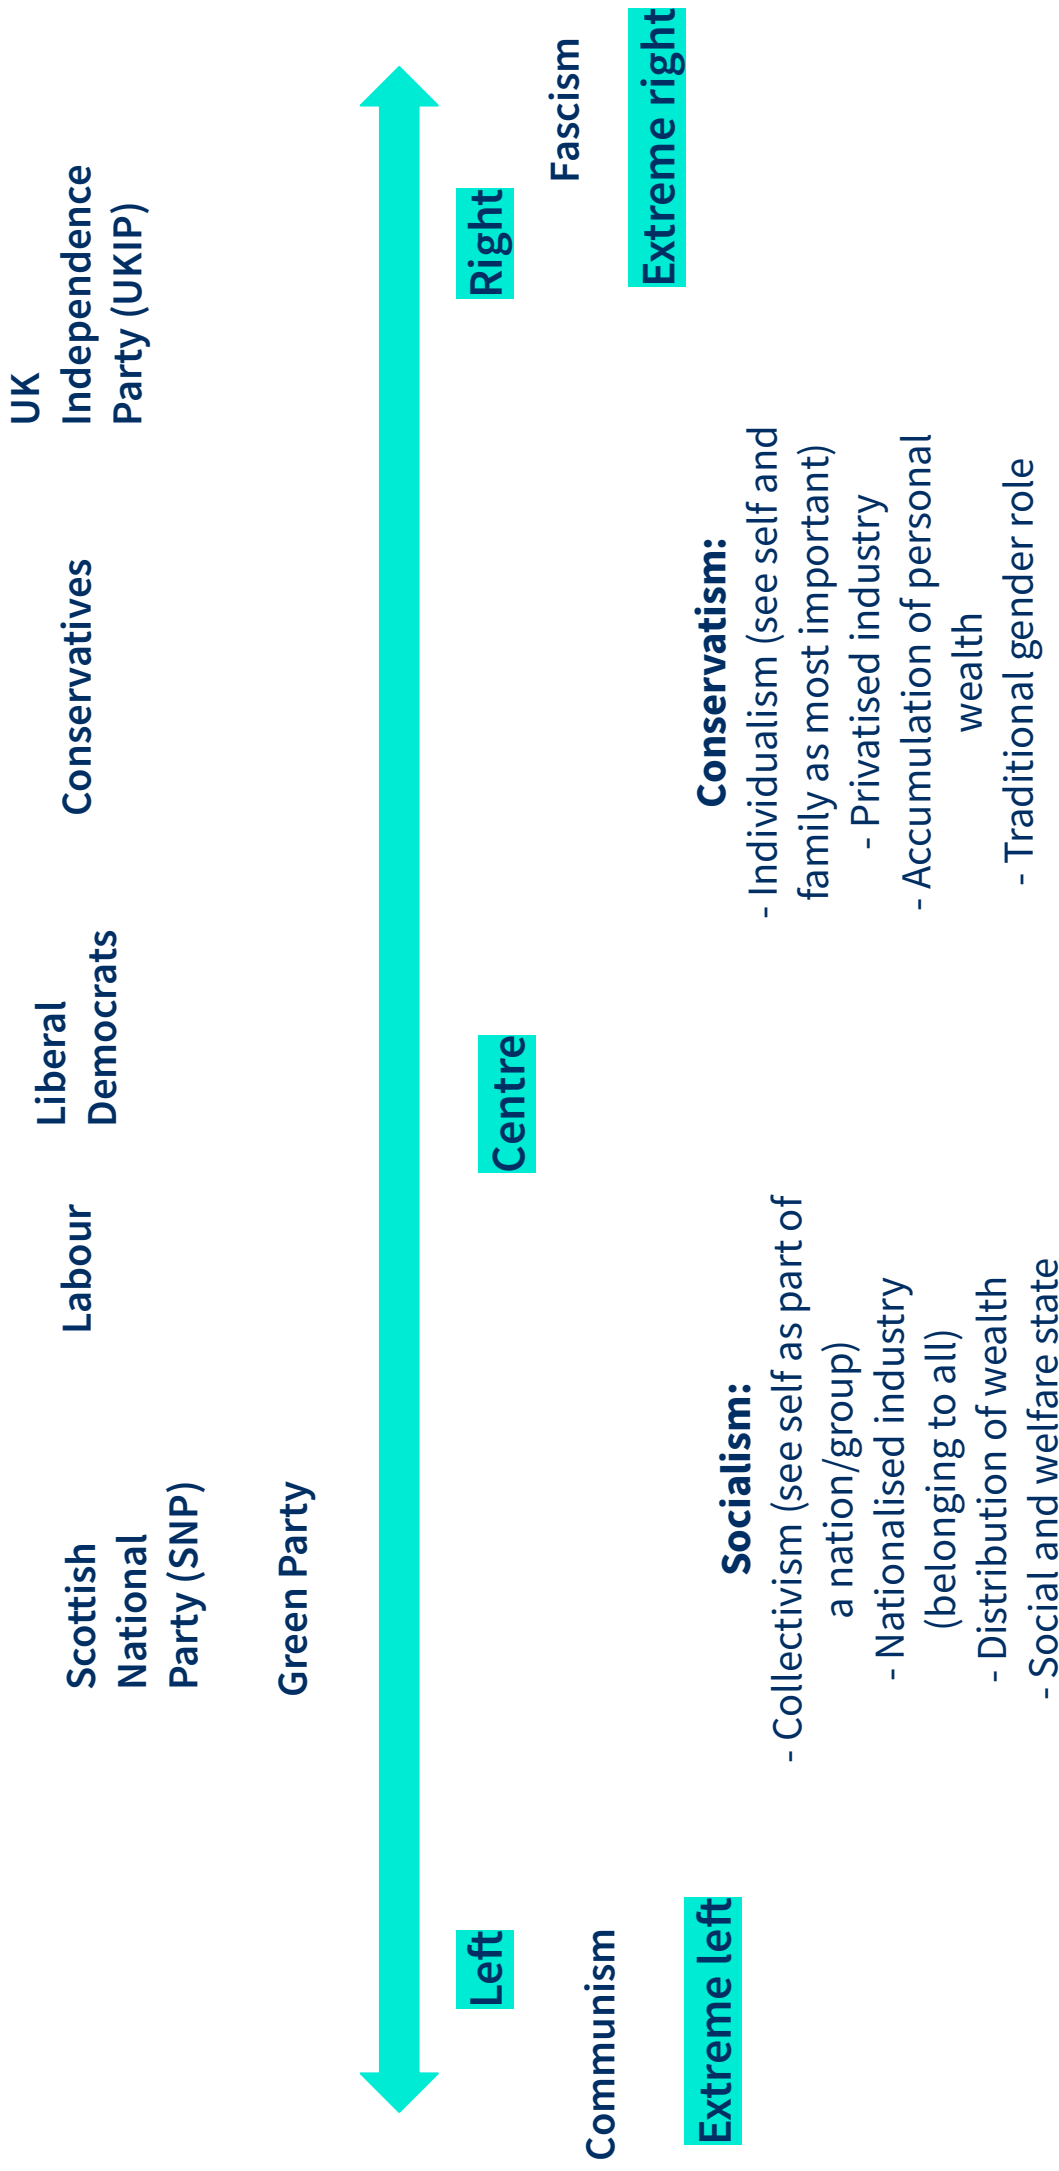 Scottish
National
Party (SNP)
Green Party
Labour
Liberal
Democrats
Conservatives
UK
Independence
Party (UKIP)
Left
Centre
Right
Communism
Extreme left
Fascism
Extreme right
Socialism:
- Collectivism (see self as part of
a nation/group)
- Nationalised industry
(belonging to all)
- Distribution of wealth
- Social and welfare state
Conservatism:
- Individualism (see self and
family as most important)
- Privatised industry
- Accumulation of personal
wealth
- Traditional gender role